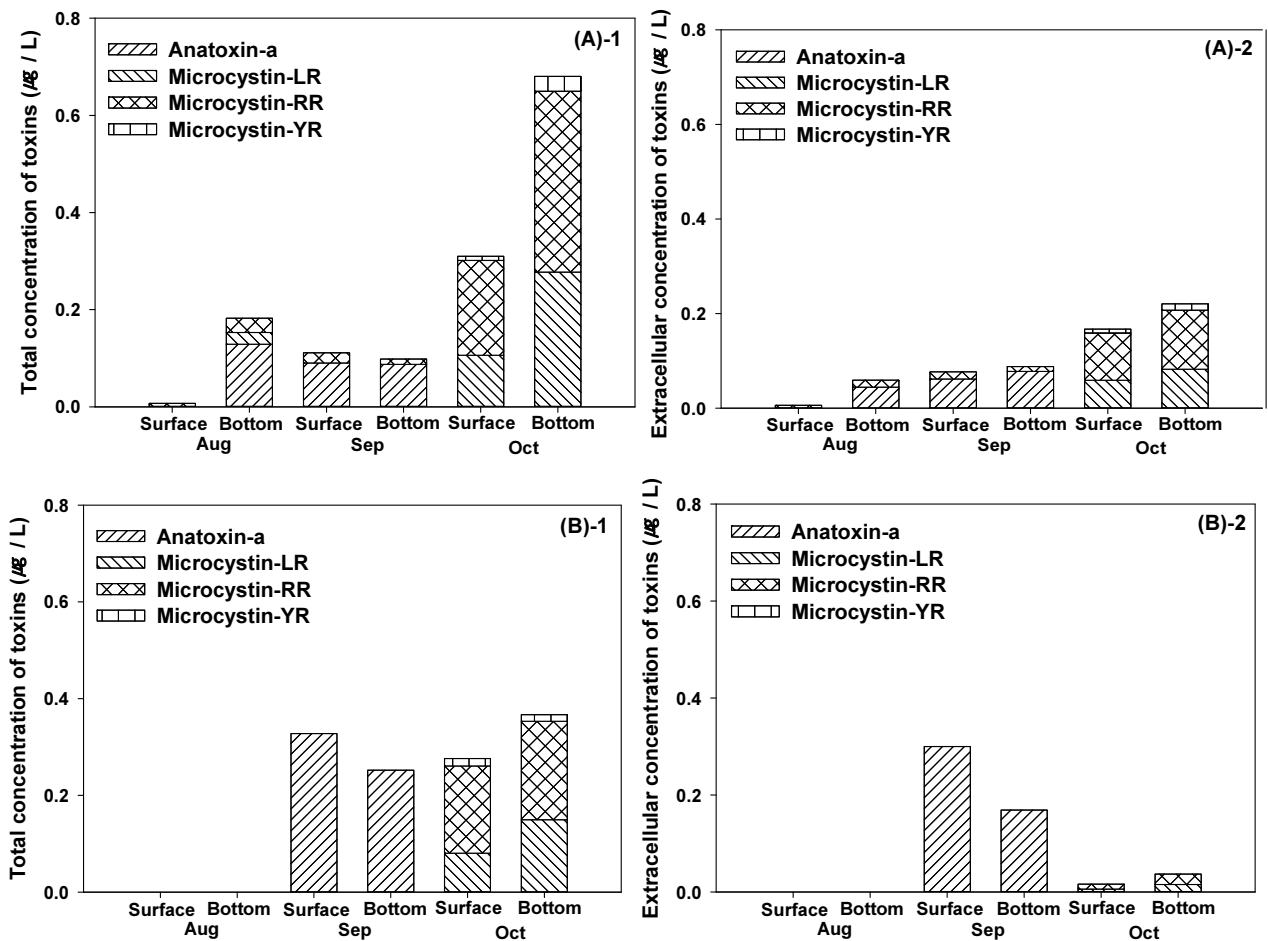 Total concentration of toxins (㎍ / L)
0.8
0.6
0.4
0.2
0.0
Anatoxin-a
Microcystin-LR
Microcystin-RR
Microcystin-YR
(A)-1
Surface Bottom Surface Bottom Surface Bottom
Aug Sep Oct
Extracellular concentration of toxins (㎍ / L)
0.8
0.6
0.4
0.2
0.0
Anatoxin-a
Microcystin-LR
Microcystin-RR
Microcystin-YR
(A)-2
Surface Bottom Surface Bottom Surface Bottom
Aug Sep Oct
Total concentration of toxins (㎍ / L)
0.8
0.6
0.4
0.2
0.0
Anatoxin-a
Microcystin-LR
Microcystin-RR
Microcystin-YR
(B)-1
Surface Bottom Surface Bottom Surface Bottom
Aug Sep Oct
Extracellular concentration of toxins (㎍ / L)
0.8
0.6
0.4
0.2
0.0
Anatoxin-a
Microcystin-LR
Microcystin-RR
Microcystin-YR
(B)-2
Surface Bottom Surface Bottom Surface Bottom
Aug Sep Oct